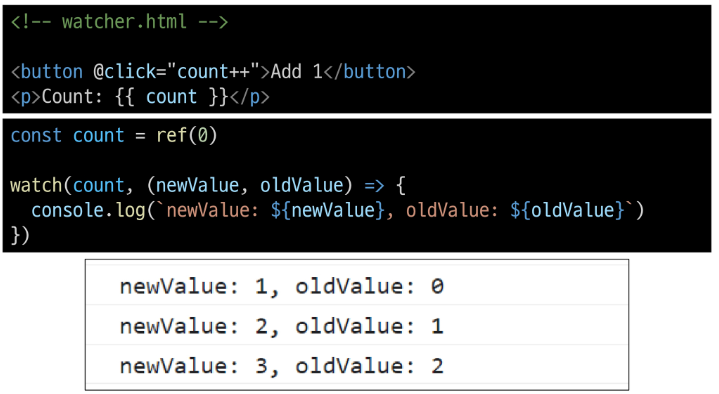 <!-- watcher.html -->
<button @click="count++">Add 1</button>
<p>Count: {{ count }}</p>
const count = ref(0)
watch(count, (newValue, oldValue) => {
  console.log(`newValue: ${newValue}, oldValue: ${oldValue}`)
})
newValue: 1, oldValue: 0
newValue: 2, oldValue: 1
newValue: 3, oldValue: 2